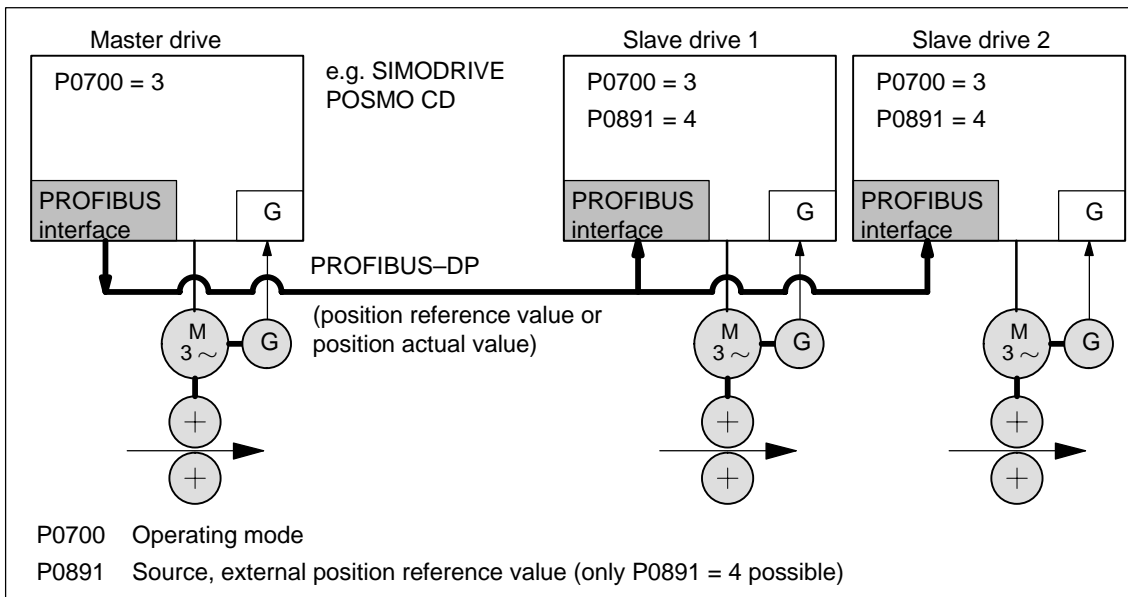 Master drive
P0700 = 3
e.g. SIMODRIVE
POSMO CD
PROFIBUS
interface
G
Slave drive 1
P0700 = 3
P0891 = 4
PROFIBUS
interface
G
Slave drive 2
P0700 = 3
P0891 = 4
PROFIBUS
interface
G
PROFIBUS–DP
(position reference value or
position actual value)
M
3 ~
G
M
3 ~
G
M
3 ~
G
P0700 Operating mode
P0891 Source, external position reference value (only P0891 = 4 possible)